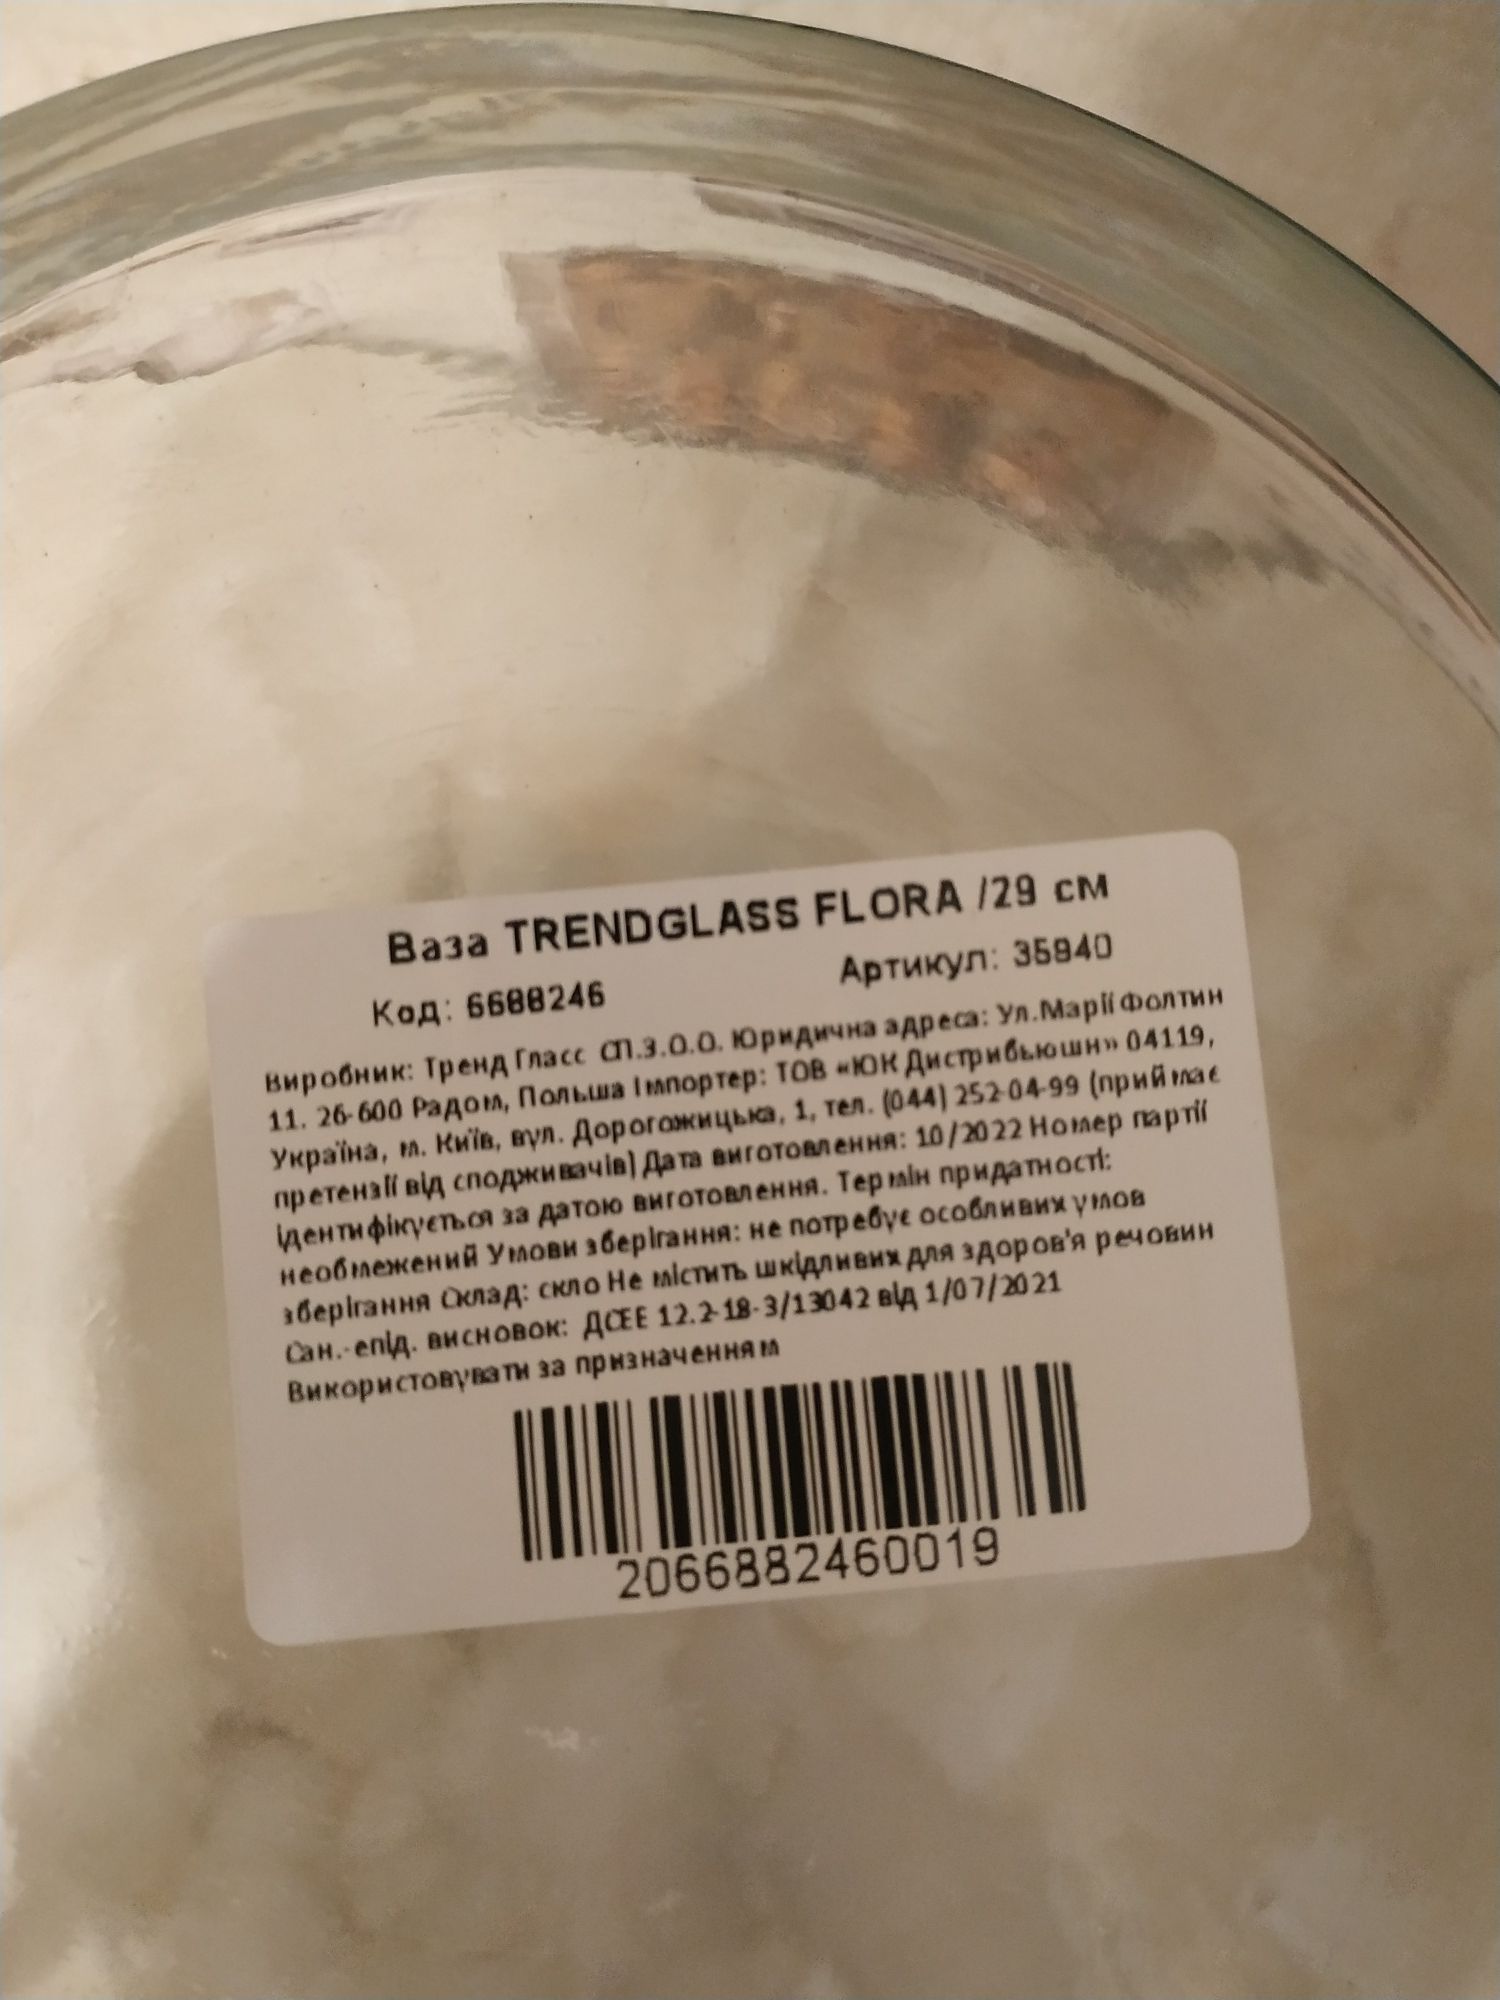 Ваза TRENDGLASS FLORA /29 см
Код: 6688246 Артикул: 35940
Виробник: Тренд Гласс СП.З.О.О. Юридична адреса: Ул.Марії Фолтин
11. 26-600 Радом, Польша Імпортер: ТОВ «ЮК Дистрибьюшн» 04119,
Україна, м. Київ, вул. Дорогожицька, 1, тел. (044) 252-04-99 (приймає
претензії від сподживачів) Дата виготовлення: 10/2022 Номер партії
ідентифікується за датою виготовлення. Термін придатності:
необмежений Умови зберігання: не потребує особливих умов
зберігання Склад: скло Не містить шкідливих для здоров'я речовин
Сан.-епід. висновок: ДСЕЕ 12.2-18-3/13042 від 1/07/2021
Використовувати за призначенням
2066882460019